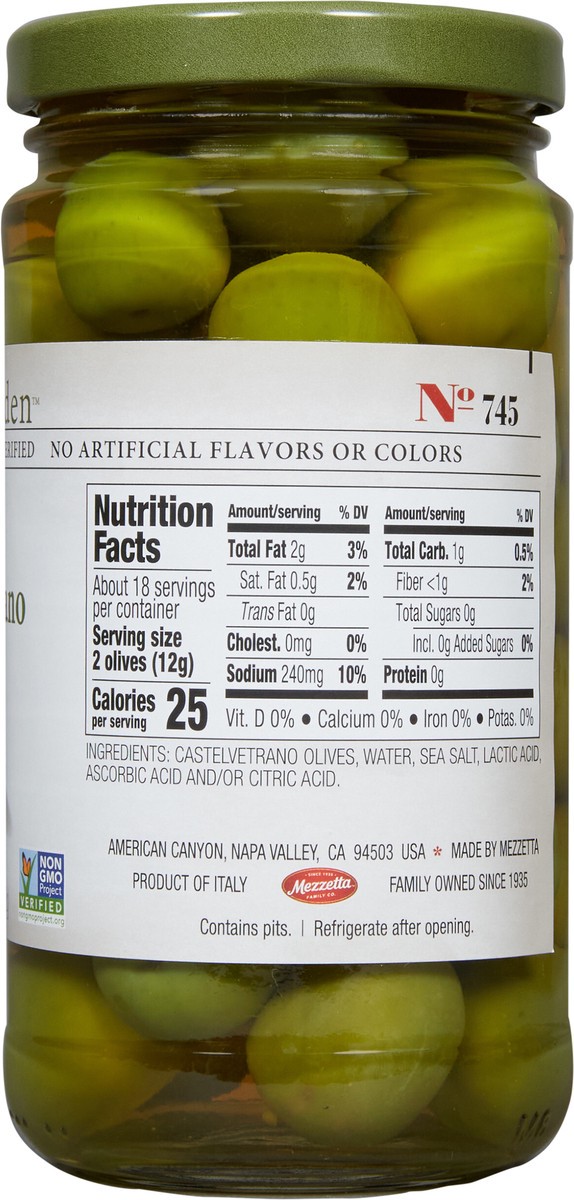 den™
Nº 745
NO ARTIFICIAL FLAVORS OR COLORS
Nutrition
Facts
About 18 servings
per container
Serving size
2 olives (12g)
Calories
per serving
25
Amount/serving % DV
Total Fat 2g 3%
Sat. Fat 0.5g 2%
Trans Fat 0g
Cholest. 0mg 0%
Sodium 240mg 10%
Amount/serving % DV
Total Carb. 1g 0.5%
Fiber <1g 2%
Total Sugars 0g
Incl. 0g Added Sugars 0%
Protein 0g
Vit. D 0% • Calcium 0% • Iron 0% • Potas. 0%
INGREDIENTS: CASTELVETRANO OLIVES, WATER, SEA SALT, LACTIC ACID,
ASCORBIC ACID AND/OR CITRIC ACID.
AMERICAN CANYON, NAPA VALLEY, CA 94503 USA * MADE BY MEZZETTA
PRODUCT OF ITALY
• SINCE 1935 •
Mezzetta
FAMILY CO.
FAMILY OWNED SINCE 1935
NON
GMO
Project
VERIFIED
nongmoproject.org
Contains pits. | Refrigerate after opening.